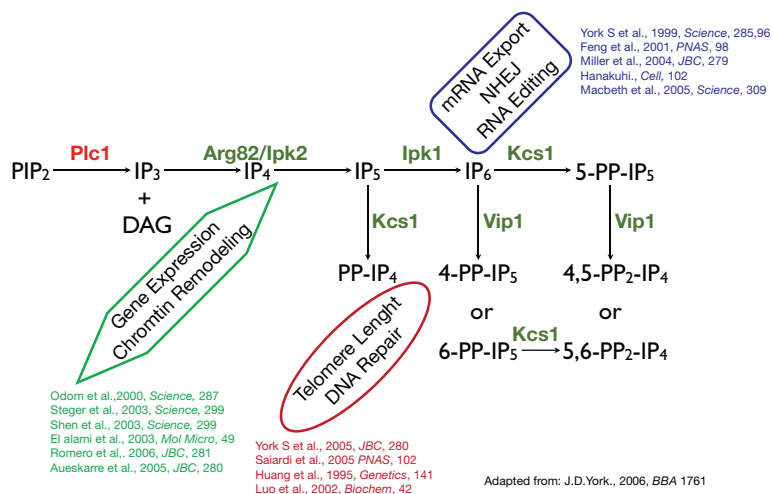 York S et al., 1999, Science, 285,96
Feng et al., 2001, PNAS, 98
Miller et al., 2004, JBC, 279
Hanakuhi., Cell, 102
Macbeth et al., 2005, Science, 309
mRNA Export
NHEJ
RNA Editing
Plc1 Arg82/Ipk2 Ipk1 Kcs1
PIP₂ IP₃ IP₄ IP₅ IP₆ 5-PP-IP₅
+
DAG
Kcs1 Vip1 Vip1
Gene Expression
Chromtin Remodeling
PP-IP₄ 4-PP-IP₅ 4,5-PP₂-IP₄
or or
Kcs1
6-PP-IP₅ 5,6-PP₂-IP₄
Telomere Lenght
DNA Repair
Odom et al.,2000, Science, 287
Steger et al., 2003, Science, 299
Shen et al., 2003, Science, 299
El alami et al., 2003, Mol Micro, 49
Romero et al,. 2006, JBC, 281
Aueskarre et al., 2005, JBC, 280
York S et al., 2005, JBC, 280
Saiardi et al., 2005 PNAS, 102
Huang et al., 1995, Genetics, 141
Luo et al., 2002, Biochem, 42
Adapted from: J.D.York., 2006, BBA 1761